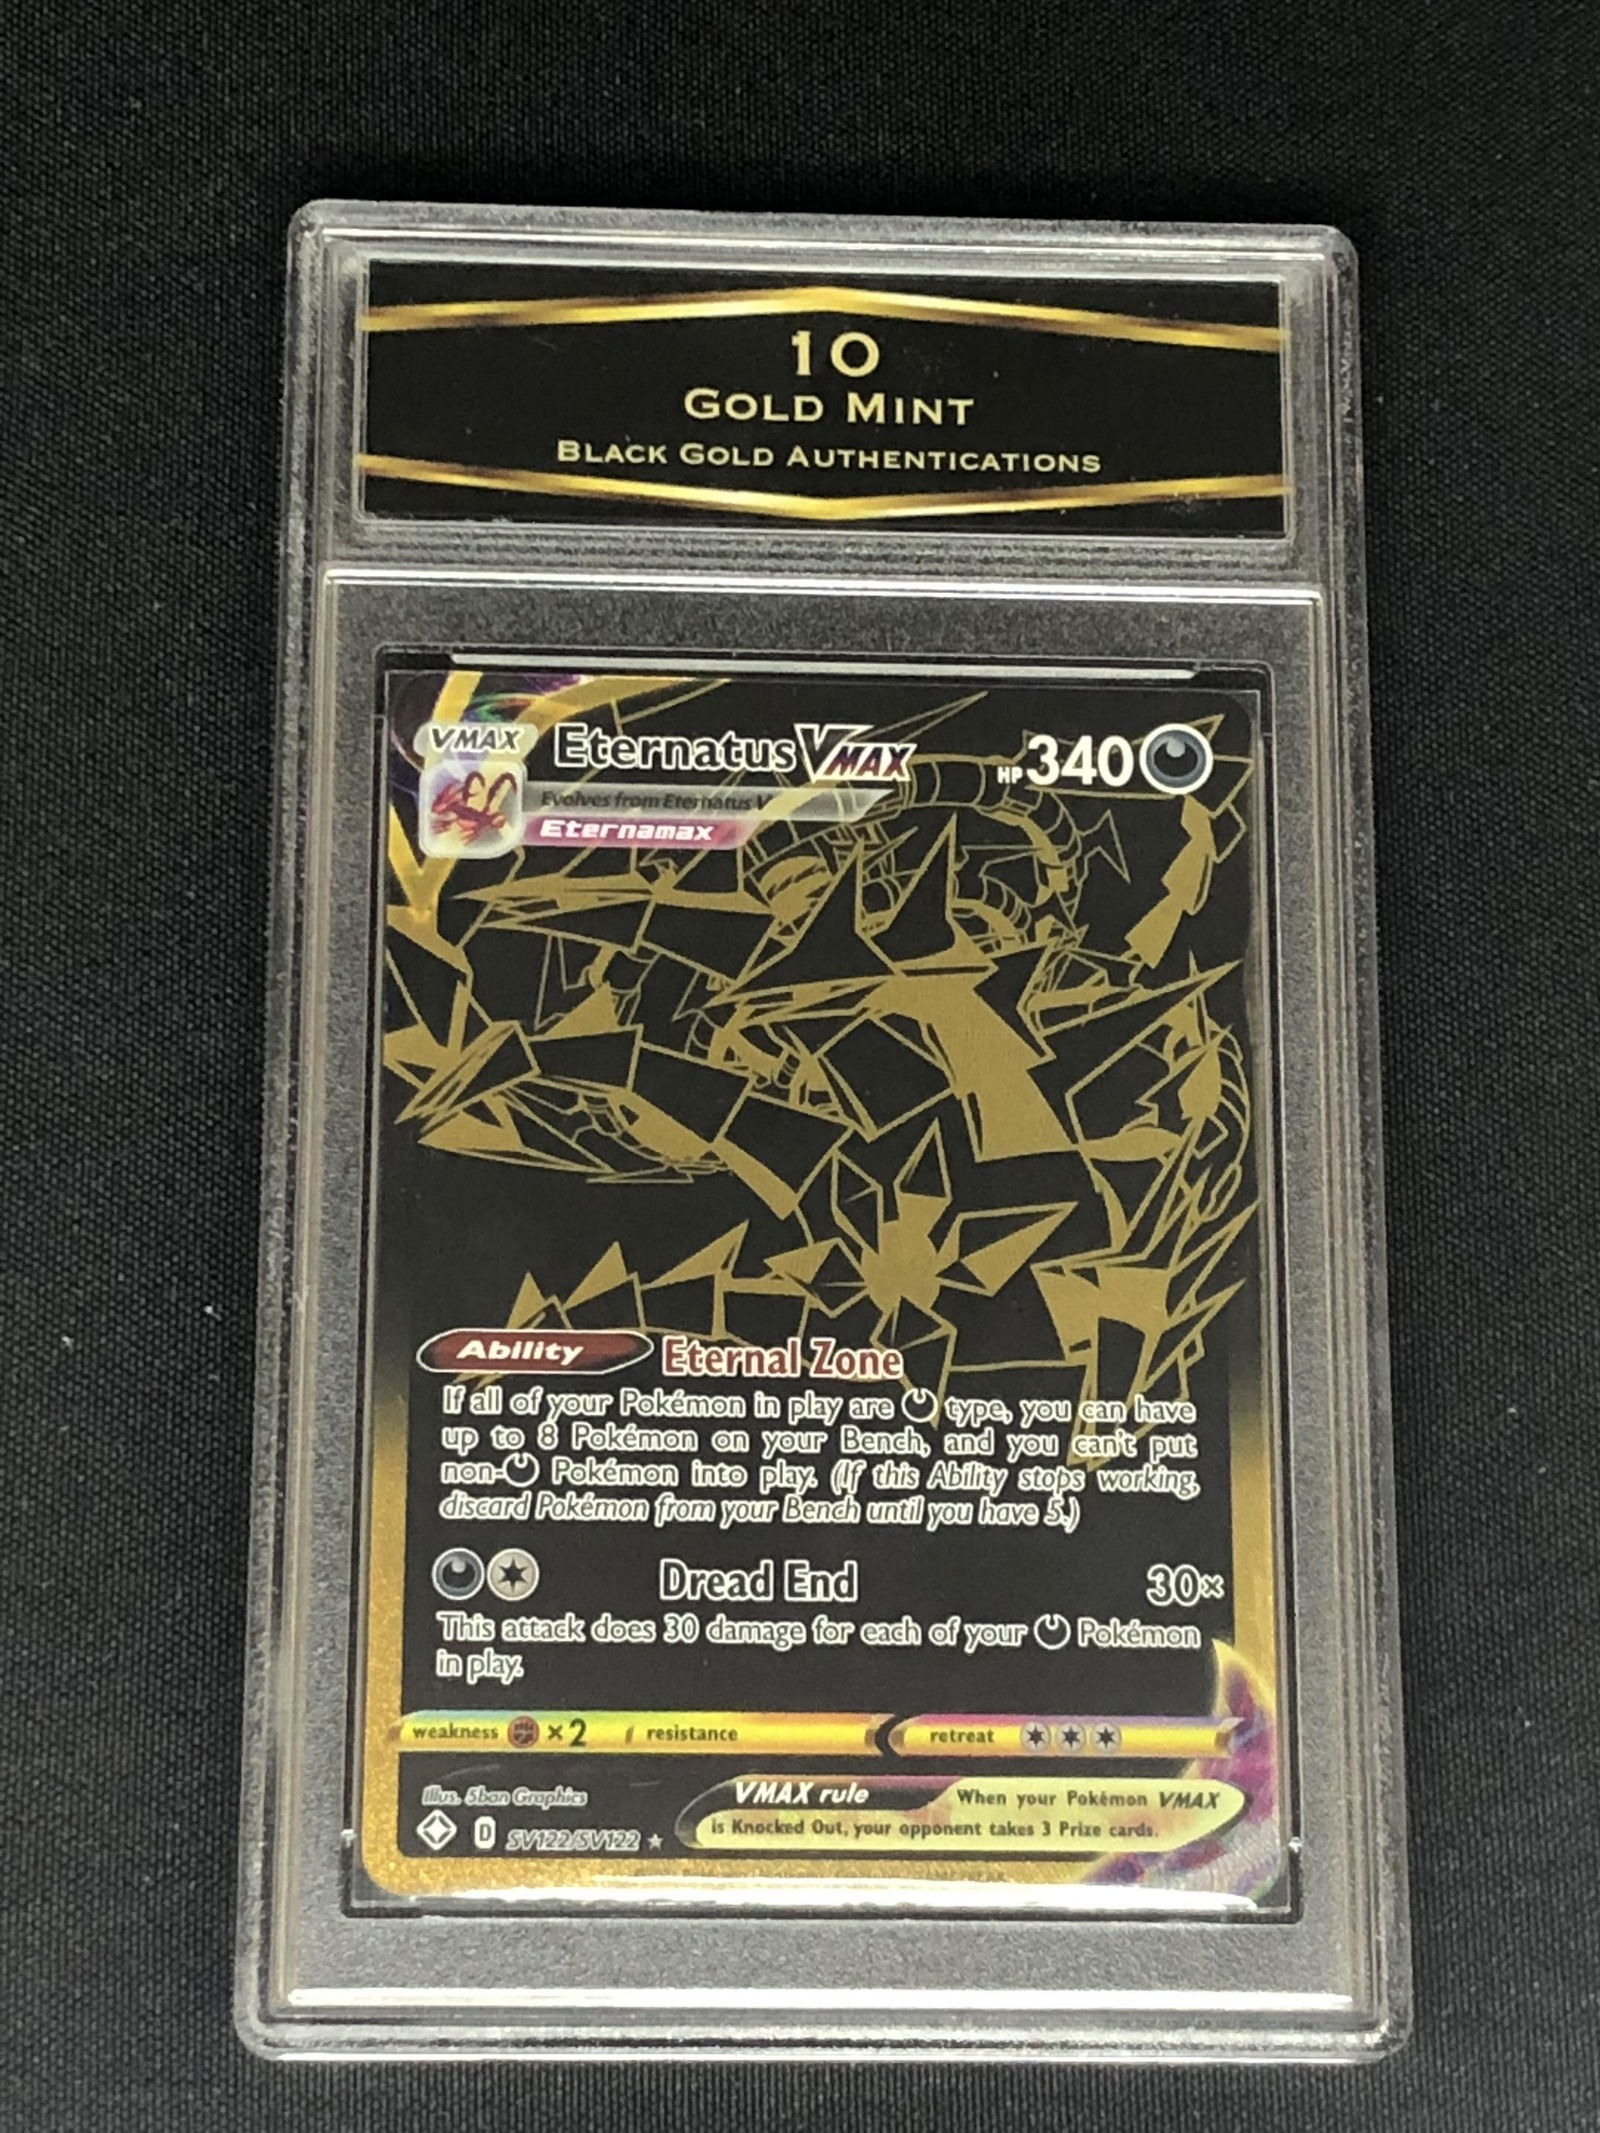 10
GOLD MINT
BLACK GOLD AUTHENTICATIONS
VMAX Eternatus VMAX HP 340
Evolves from Eternatus V
Eternamax
Ability Eternal Zone
If all of your Pokémon in play are type, you can have
up to 8 Pokémon on your Bench, and you can't put
non- Pokémon into play. (If this Ability stops working,
discard Pokémon from your Bench until you have 5.)
Dread End 30×
This attack does 30 damage for each of your Pokémon
in play.
weakness ×2 resistance retreat
Illus. 5ban Graphics
VMAX rule When your Pokémon VMAX
is Knocked Out, your opponent takes 3 Prize cards.
D SV122/SV122